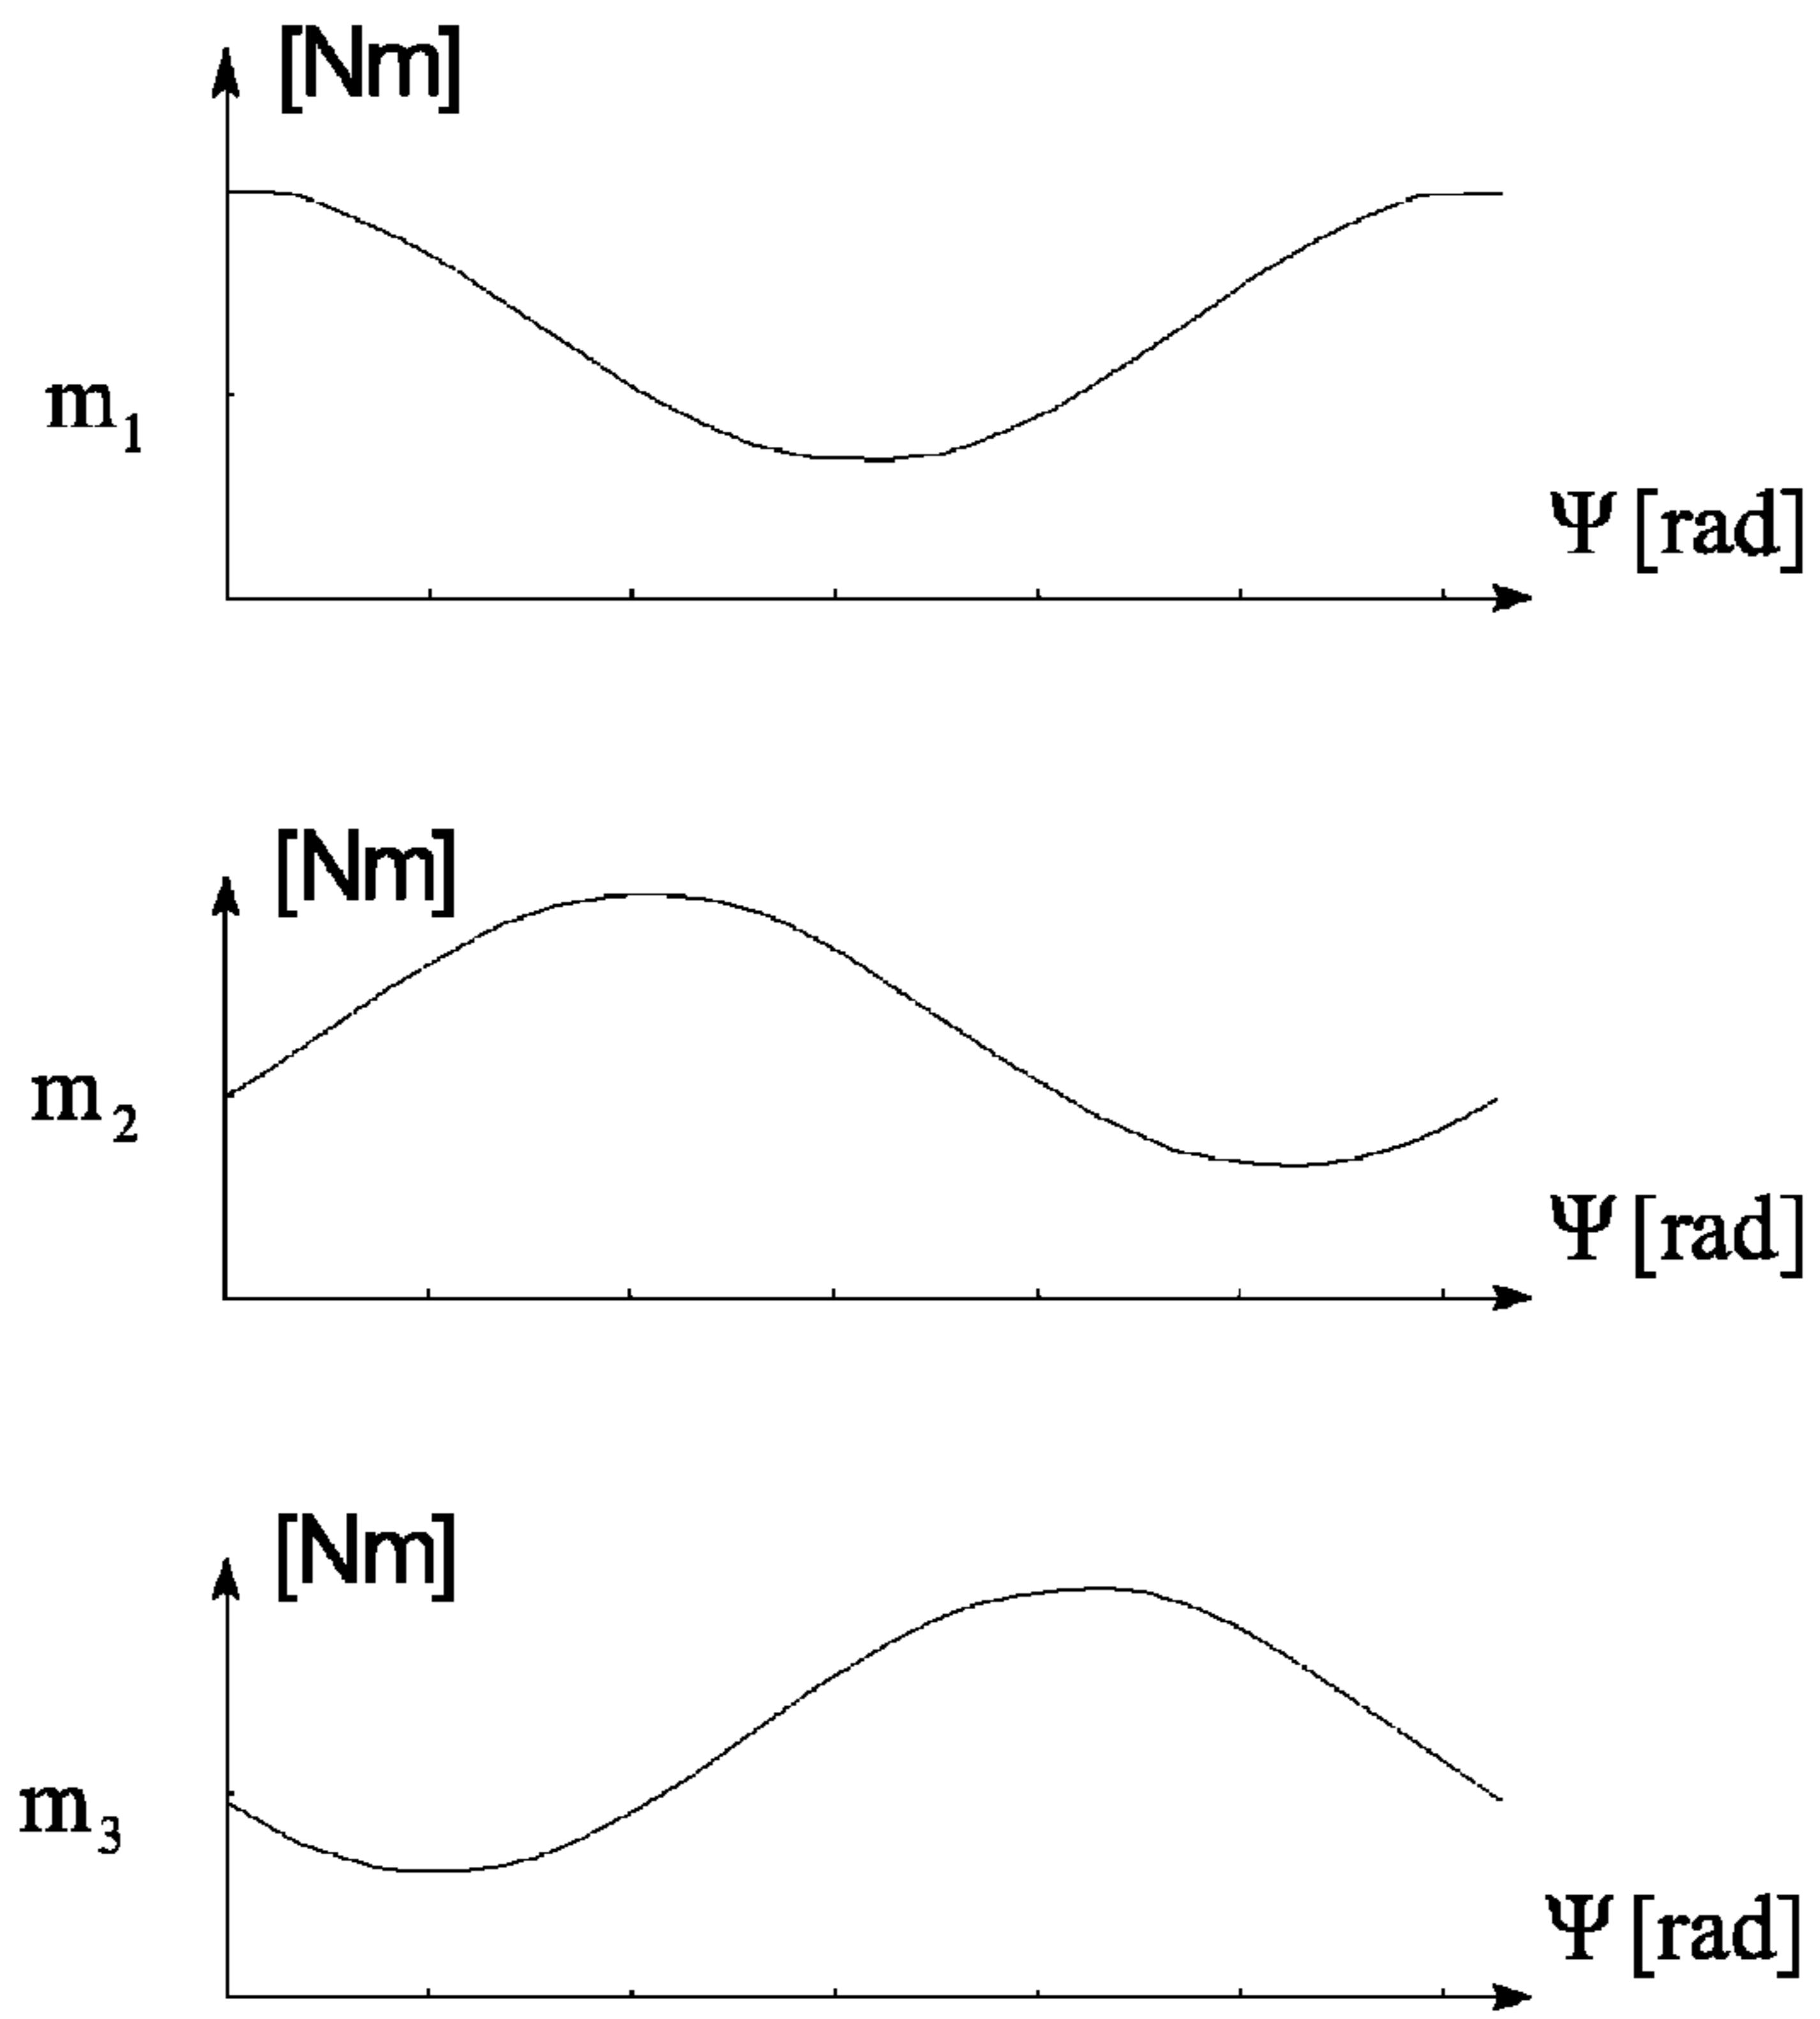 [Nm]
m₁
Ψ [rad]
[Nm]
m₂
Ψ [rad]
[Nm]
m₃
Ψ [rad]